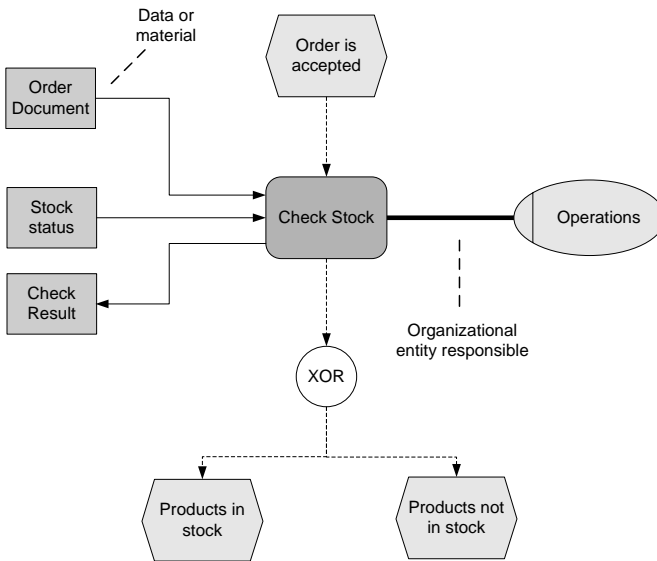 Data or
material
Order is
accepted
Order
Document
Stock
status
Check Stock
Operations
Check
Result
Organizational
entity responsible
XOR
Products in
stock
Products not
in stock